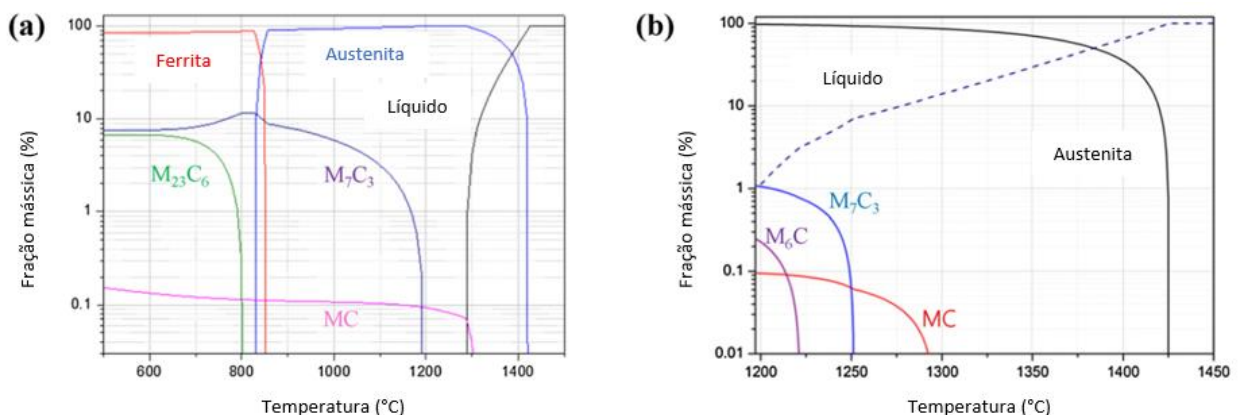 (a)
100
10
1
0.1
Fração mássica (%)
Ferrita
Austenita
Líquido
M₂₃C₆
M₇C₃
MC
600
800
1000
1200
1400
Temperatura (°C)
(b)
100
10
1
0.1
0.01
Fração mássica (%)
Líquido
Austenita
M₇C₃
M₆C
MC
1200
1250
1300
1350
1400
1450
Temperatura (°C)